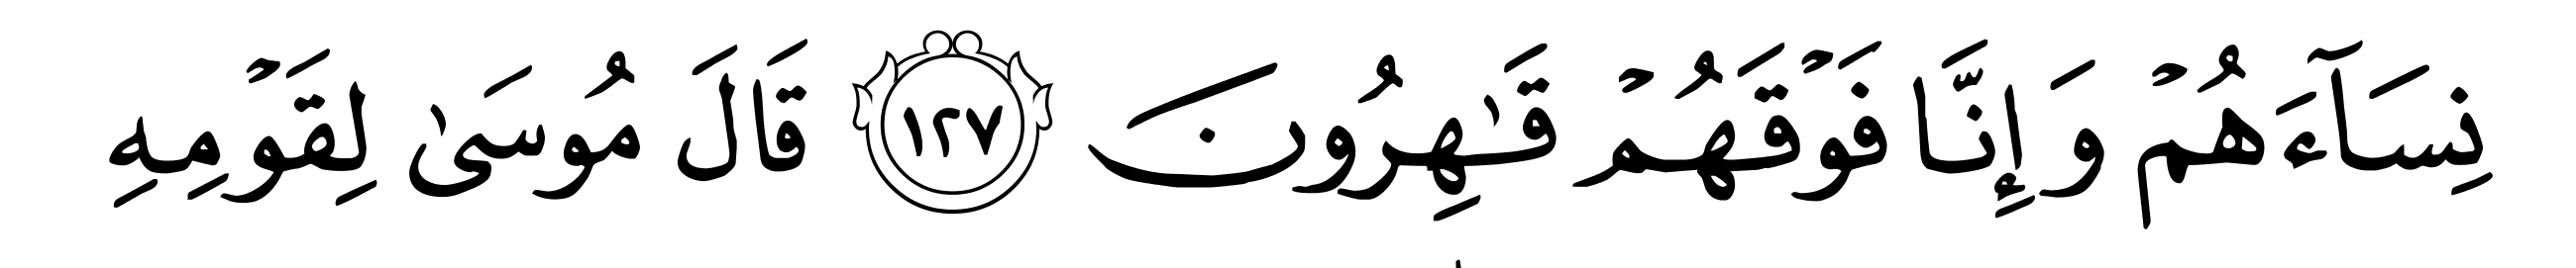 نِسَآءَهُمۡ وَإِنَّا فَوۡقَهُمۡ قَٰهِرُونَ ١٢٧ قَالَ مُوسَىٰ لِقَوۡمِهِ